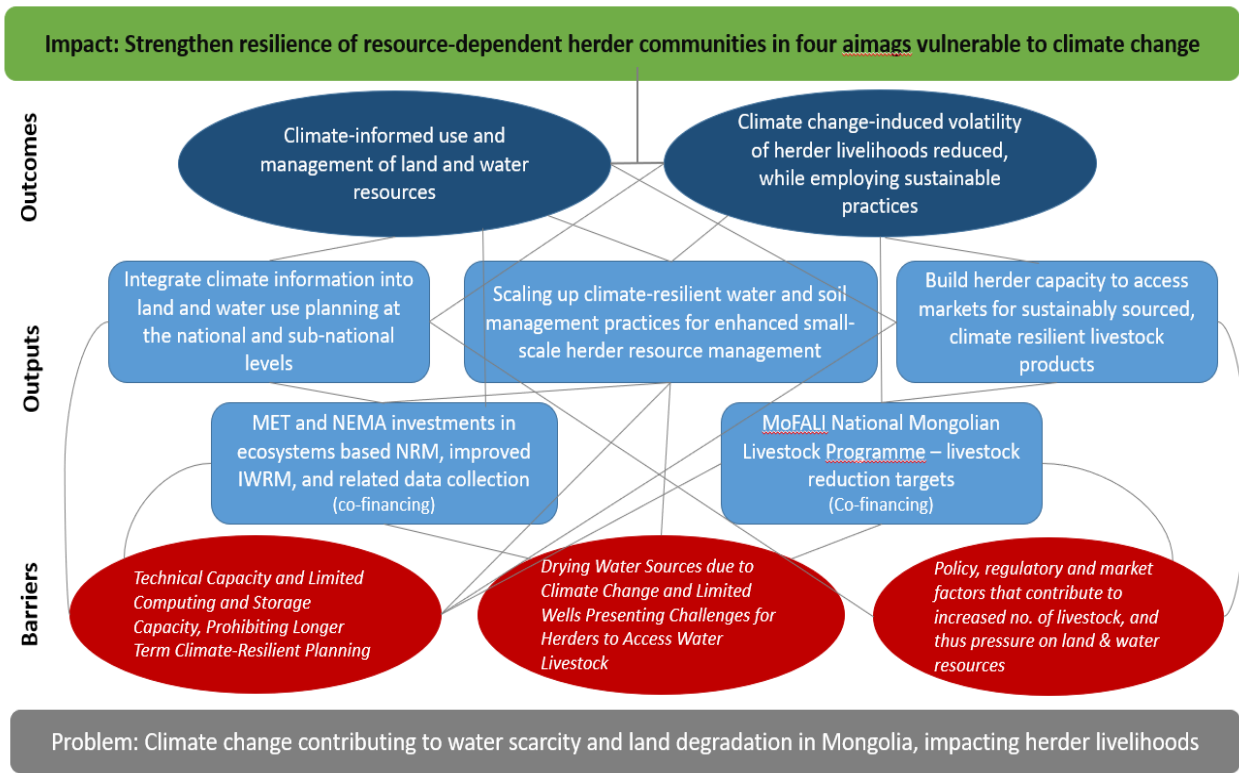 Impact: Strengthen resilience of resource-dependent herder communities in four aimags vulnerable to climate change
Outcomes
Climate-informed use and
management of land and water
resources
Climate change-induced volatility
of herder livelihoods reduced,
while employing sustainable
practices
Outputs
Integrate climate information into
land and water use planning at
the national and sub-national
levels
Scaling up climate-resilient water and soil
management practices for enhanced small-
scale herder resource management
Build herder capacity to access
markets for sustainably sourced,
climate resilient livestock
products
MET and NEMA investments in
ecosystems based NRM, improved
IWRM, and related data collection
(co-financing)
MoFALI National Mongolian
Livestock Programme – livestock
reduction targets
(Co-financing)
Barriers
Technical Capacity and Limited
Computing and Storage
Capacity, Prohibiting Longer
Term Climate-Resilient Planning
Drying Water Sources due to
Climate Change and Limited
Wells Presenting Challenges for
Herders to Access Water
Livestock
Policy, regulatory and market
factors that contribute to
increased no. of livestock, and
thus pressure on land & water
resources
Problem: Climate change contributing to water scarcity and land degradation in Mongolia, impacting herder livelihoods